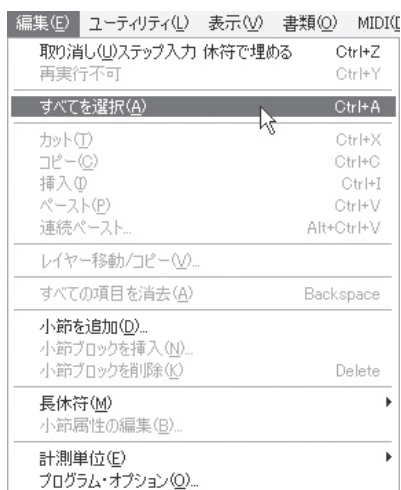 編集(E) ユーティリティ(L) 表示(V) 書類(O) MIDI(
取り消し(U)ステップ入力 休符で埋める Ctrl+Z
再実行不可 Ctrl+Y
すべてを選択(A) Ctrl+A
カット(T) Ctrl+X
コピー(C) Ctrl+C
挿入(I) Ctrl+I
ペースト(P) Ctrl+V
連続ペースト... Alt+Ctrl+V
レイヤー移動/コピー(V)...
すべての項目を消去(A) Backspace
小節を追加(D)...
小節ブロックを挿入(N)...
小節ブロックを削除(K) Delete
長休符(M)
小節属性の編集(B)...
計測単位(E)
プログラム・オプション(O)...